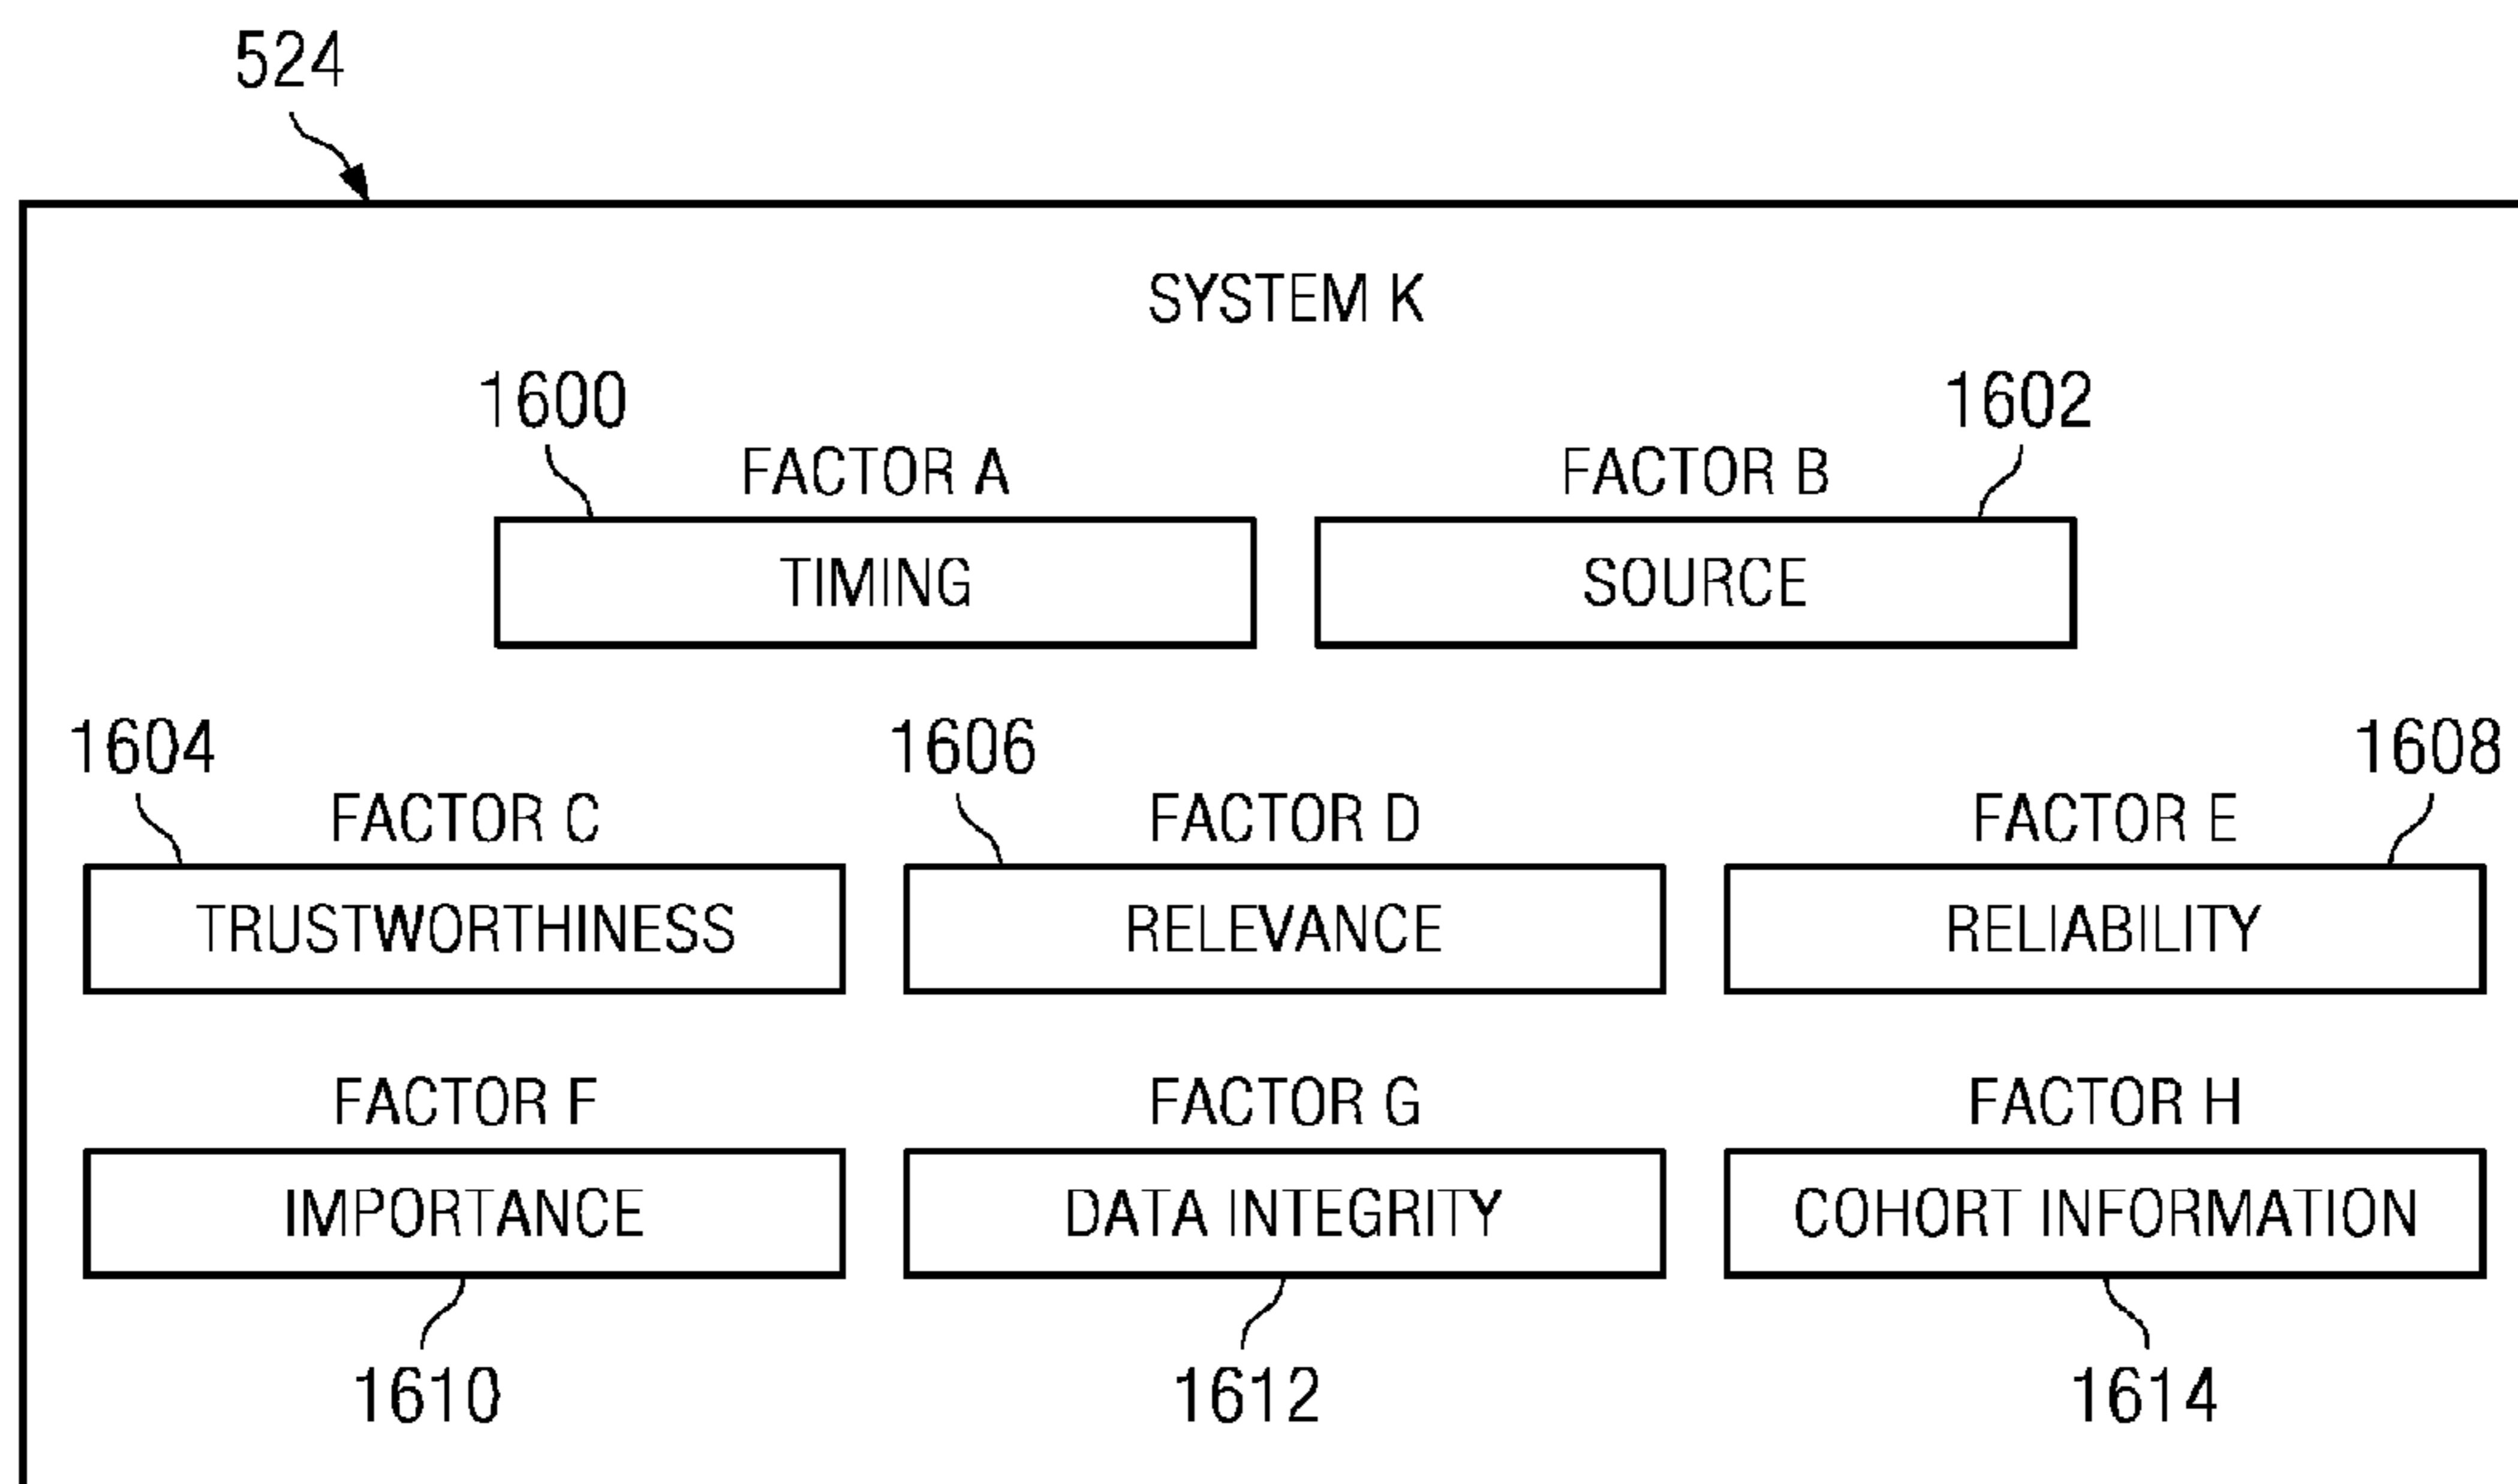 524
SYSTEM K
1600
1602
FACTOR A
FACTOR B
TIMING
SOURCE
1604
1606
1608
FACTOR C
FACTOR D
FACTOR E
TRUSTWORTHINESS
RELEVANCE
RELIABILITY
FACTOR F
FACTOR G
FACTOR H
IMPORTANCE
DATA INTEGRITY
COHORT INFORMATION
1610
1612
1614